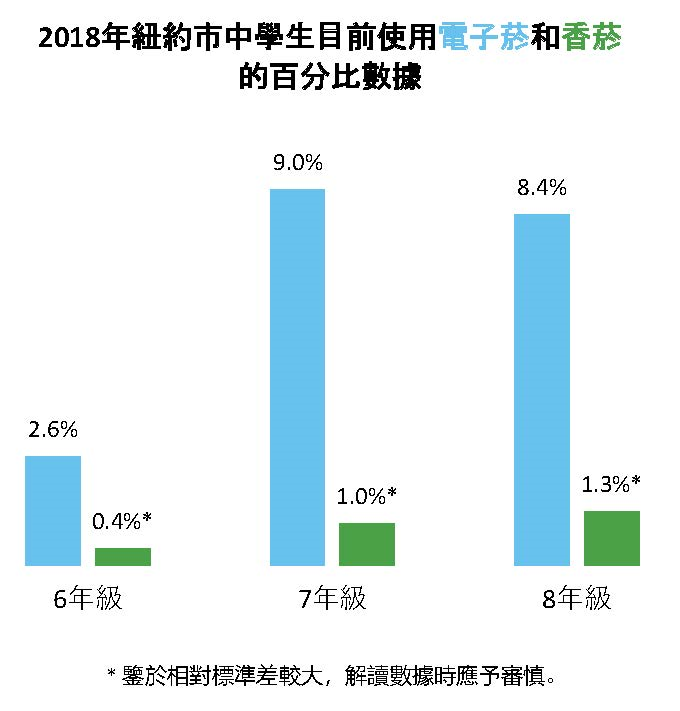 2018年紐約市中學生目前使用電子菸和香菸
的百分比數據
9.0%
8.4%
2.6%
1.3%*
1.0%*
0.4%*
6年級
7年級
8年級
* 鑒於相對標準差較大，解讀數據時應予審慎。